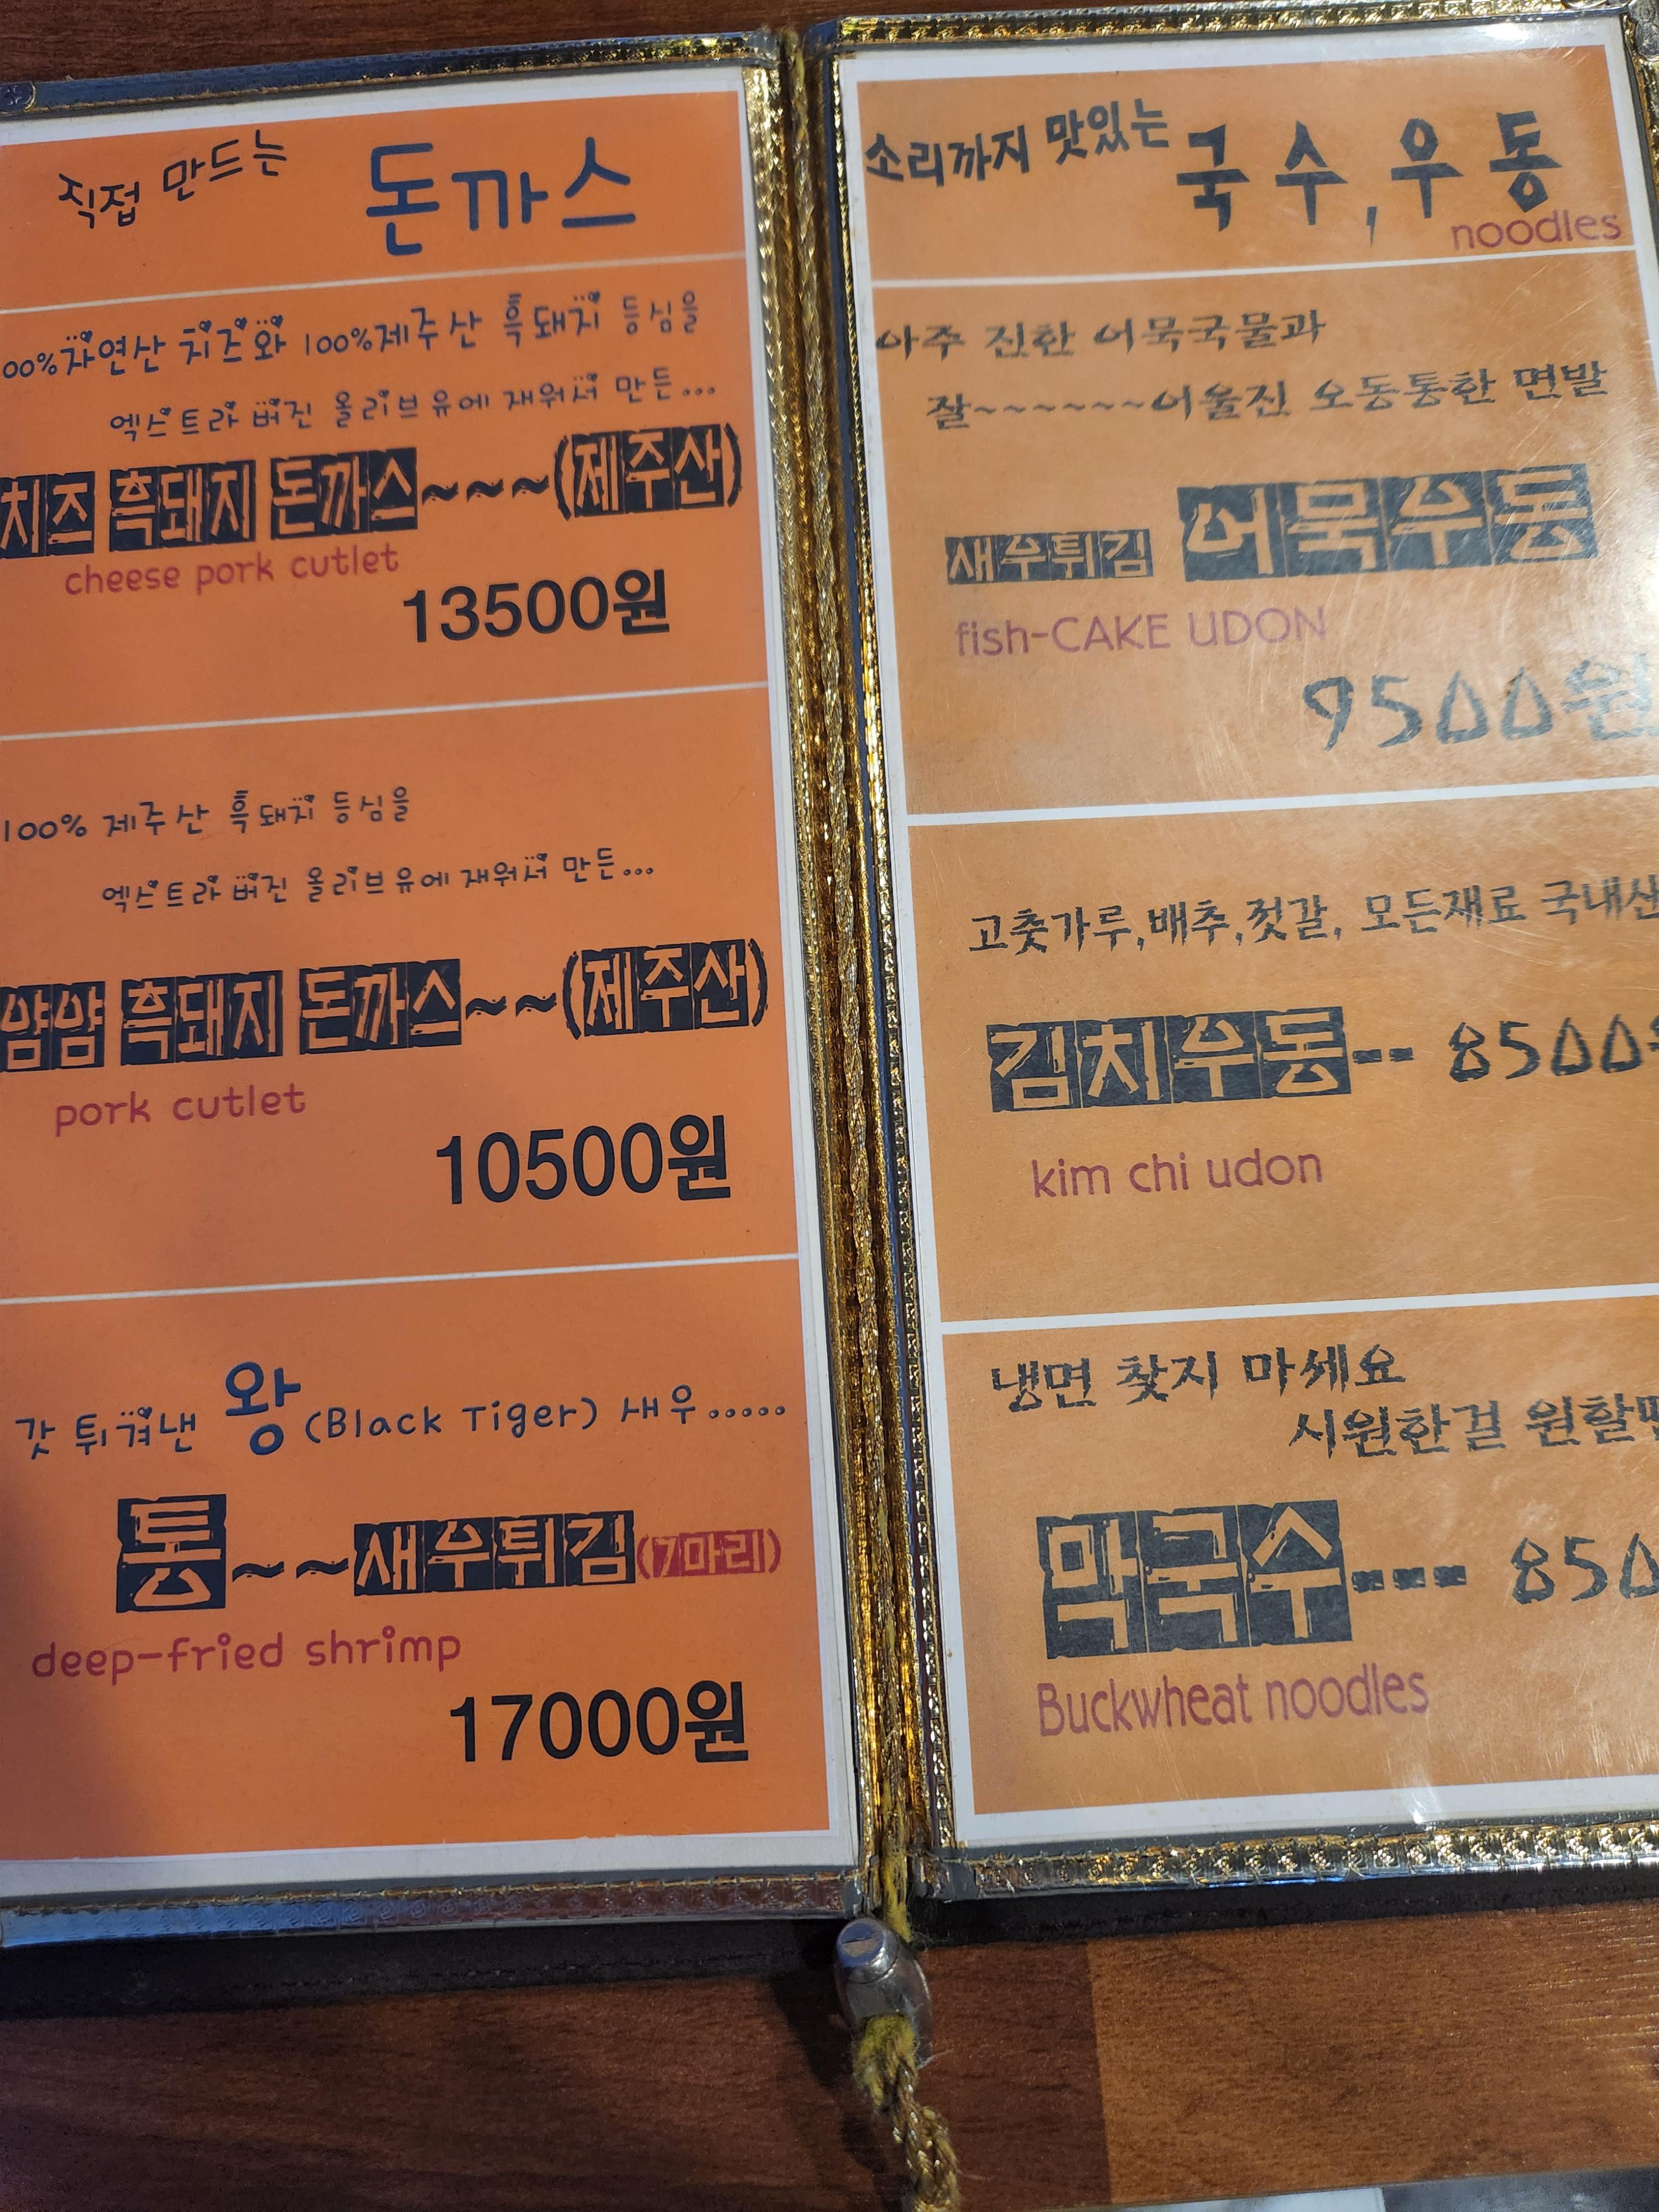 직접 만드는 돈까스
00%자연산 치즈와 100%제주산 흑돼지 등심을
엑스트라 버진 올리브유에 재워서 만든...
치즈 흑돼지 돈까스~~~(제주산)
cheese pork cutlet
13500원
100% 제주산 흑돼지 등심을
엑스트라 버진 올리브유에 재워서 만든...
얌얌 흑돼지 돈까스~~(제주산)
pork cutlet
10500원
갓 튀겨낸 왕(Black Tiger) 새우.....
통~~새우튀김(7마리)
deep-fried shrimp
17000원
소리까지 맛있는 국수,우동
noodles
아주 진한 어묵국물과
잘~~~~~~~어울진 오동통한 면발
새우튀김 어묵우동
fish-CAKE UDON
9500원
고춧가루,배추,젓갈, 모든재료 국내산
김치우동-- 8500
kim chi udon
냉면 찾지 마세요
시원한걸 원할면
막국수--- 850
Buckwheat noodles